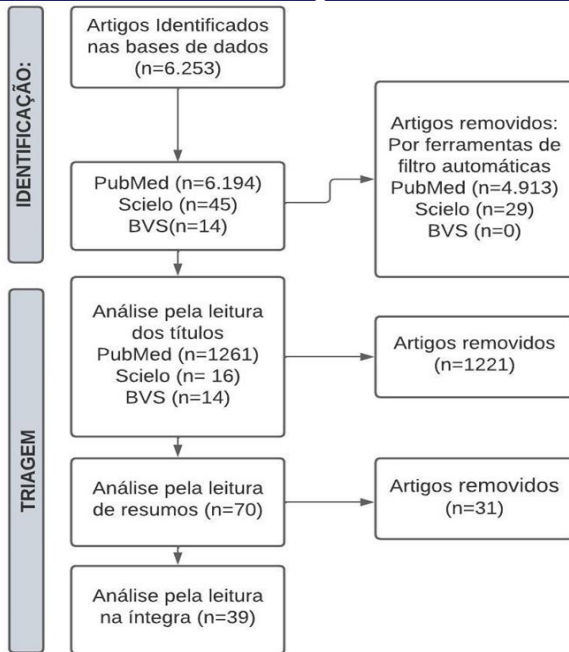 IDENTIFICAÇÃO:
Artigos Identificados
nas bases de dados
(n=6.253)
PubMed (n=6.194)
Scielo (n=45)
BVS(n=14)
Artigos removidos:
Por ferramentas de
filtro automáticas
PubMed (n=4.913)
Scielo (n=29)
BVS (n=0)
TRIAGEM
Análise pela leitura
dos títulos
PubMed (n=1261)
Scielo (n= 16)
BVS (n=14)
Artigos removidos
(n=1221)
Análise pela leitura
de resumos (n=70)
Artigos removidos
(n=31)
Análise pela leitura
na íntegra (n=39)